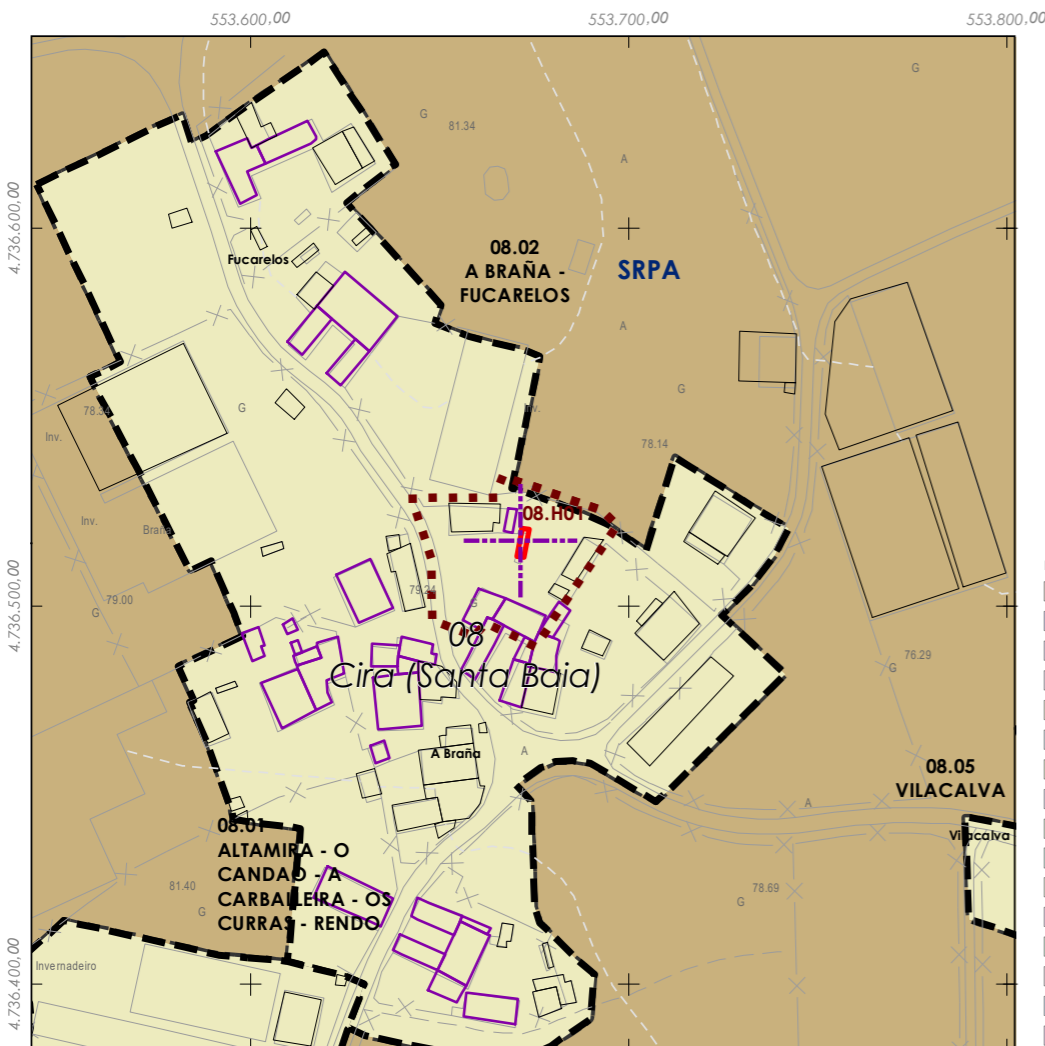 553.600,00
553.700,00
553.800,00
4.736.600,00
4.736.500,00
4.736.400,00
G
G
81.34
A
08.02
A BRAÑA -
FUCARELOS
SRPA
Fucarelos
A
G
78.34
G
Inv.
Inv.
78.14
08.H01
Inv.
Braña
79.00
G
79.24
G
08
Cira (Santa Baia)
76.29
G
A Braña
A
08.05
VILACALVA
A
Vilacalva
08.01
ALTAMIRA - O
CANDAO - A
CARBALLEIRA - OS
CURRAS - RENDO
81.40
G
78.69
G
Invernadeiro